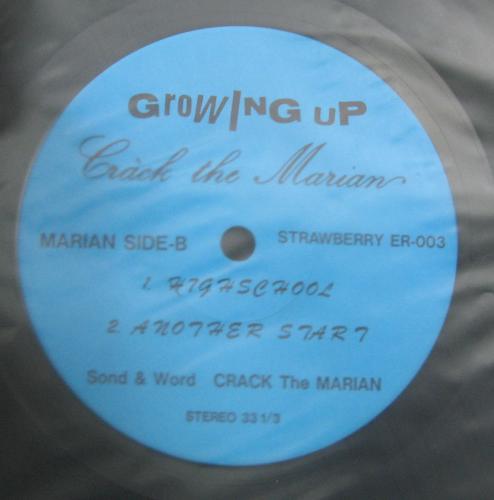 GroWING uP
Crack the Marian
MARIAN SIDE-B STRAWBERRY ER-003
1. HIGHSCHOOL
2. ANOTHER START
Sond & Word CRACK The MARIAN
STEREO 33 1/3